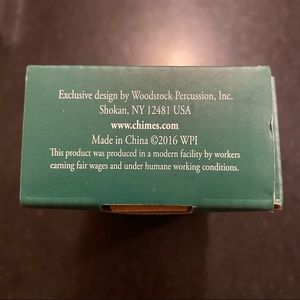 Exclusive design by Woodstock Percussion, Inc.
Shokan, NY 12481 USA
www.chimes.com
Made in China ©2016 WPI
This product was produced in a modern facility by workers
earning fair wages and under humane working conditions.